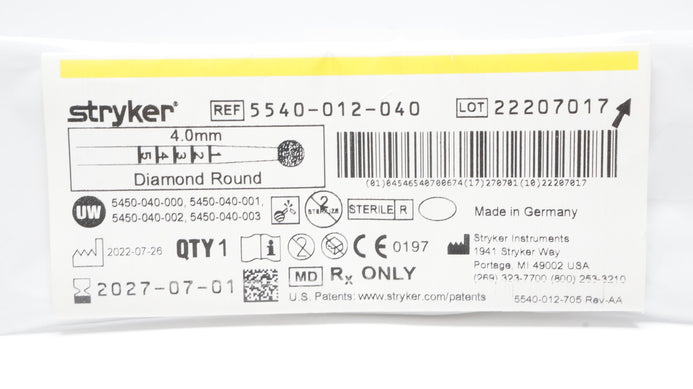 stryker® REF 5540-012-040 LOT 22207017
4.0mm
5 4 3 2 1
Diamond Round
(01)04546540700674(17)270701(10)22207017
UW 5450-040-000, 5450-040-001,
5450-040-002, 5450-040-003
2 STERILIZE
STERILE R
Made in Germany
2022-07-26 QTY 1 i 2 CE 0197
Stryker Instruments
1941 Stryker Way
Portage, MI 49002 USA
(269) 323-7700 (800) 253-3210
2027-07-01
MD Rx ONLY
U.S. Patents: www.stryker.com/patents
5540-012-705 Rev-AA